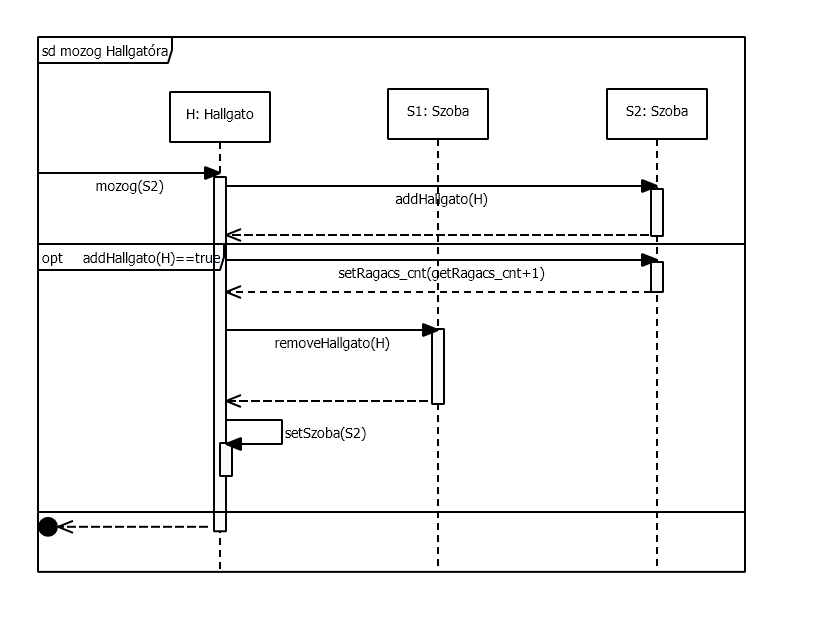 sd mozog Hallgatóra
H: Hallgato
S1: Szoba
S2: Szoba
mozog(S2)
addHallgato(H)
opt addHallgato(H)==true
setRagacs_cnt(getRagacs_cnt+1)
removeHallgato(H)
setSzoba(S2)